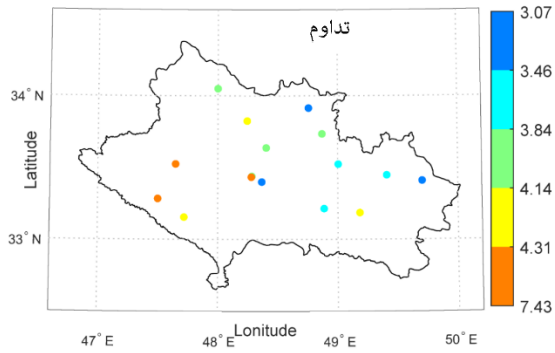 تداوم
3.07
3.46
3.84
4.14
4.31
7.43
34° N
33° N
Latitude
47° E
48° E
49° E
50° E
Lonitude